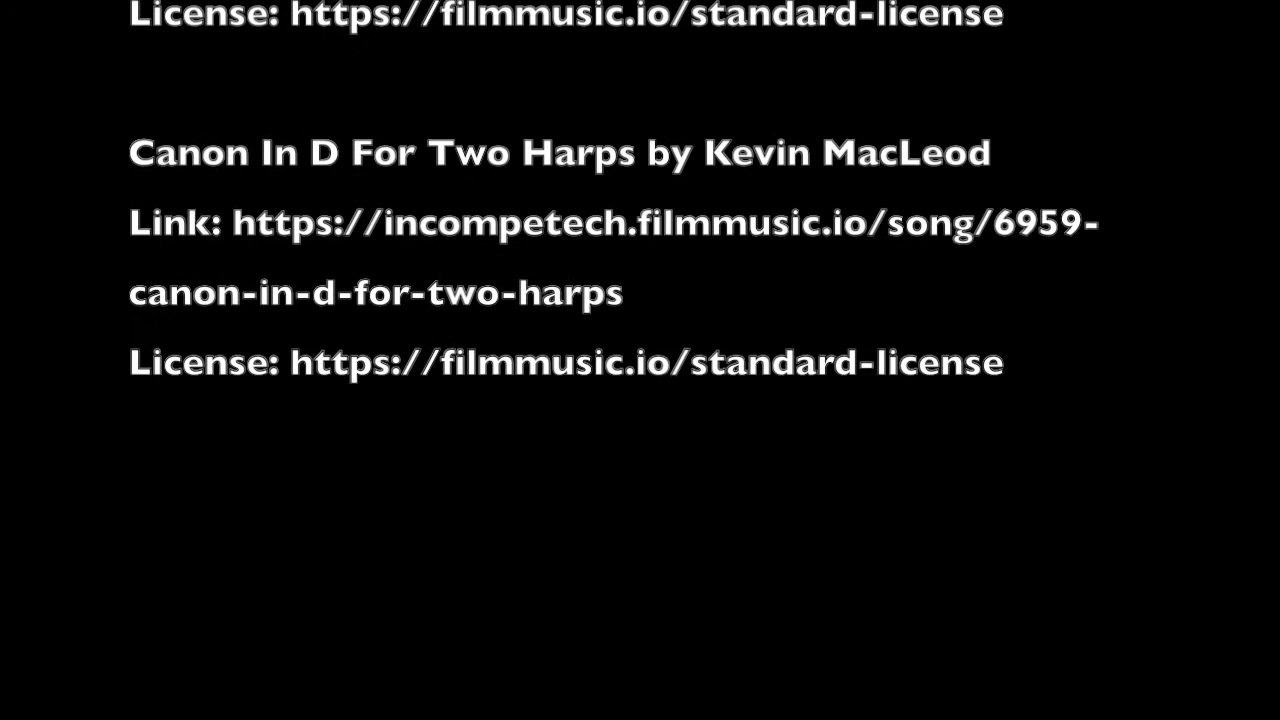 License: https://filmmusic.io/standard-license
Canon In D For Two Harps by Kevin MacLeod
Link: https://incompetech.filmmusic.io/song/6959-
canon-in-d-for-two-harps
License: https://filmmusic.io/standard-license